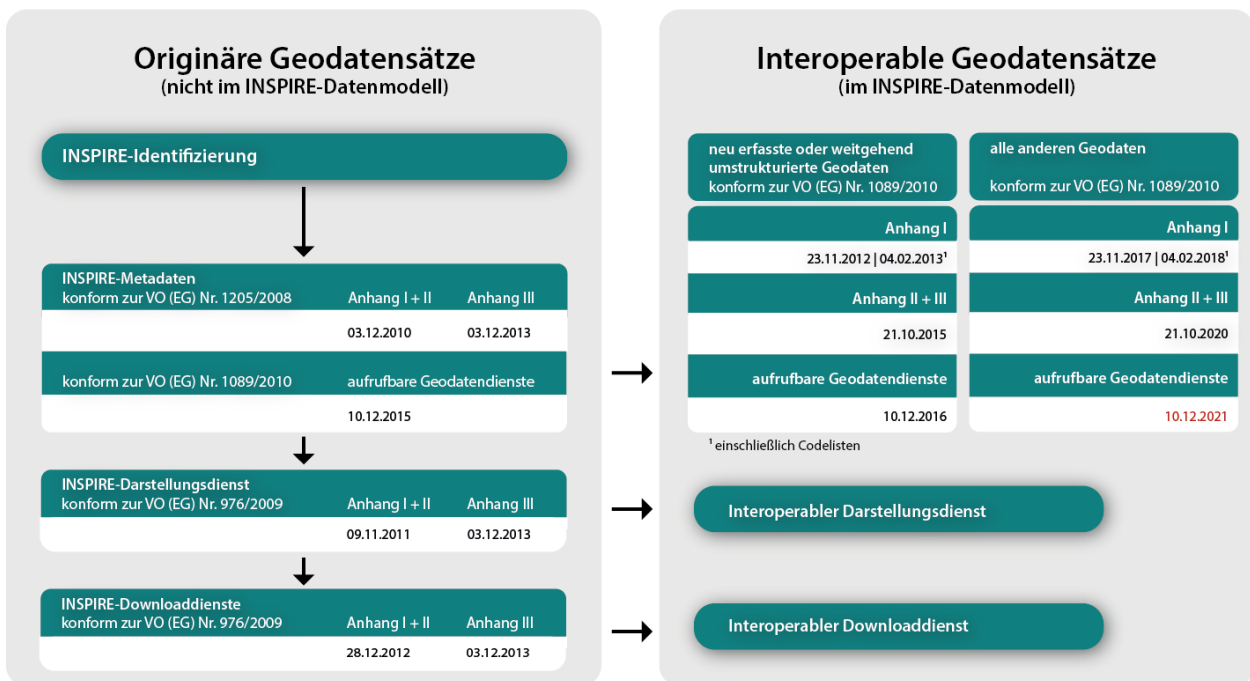 Originäre Geodatensätze
(nicht im INSPIRE-Datenmodell)
INSPIRE-Identifizierung
INSPIRE-Metadaten
konform zur VO (EG) Nr. 1205/2008 Anhang I + II Anhang III
03.12.2010 03.12.2013
konform zur VO (EG) Nr. 1089/2010 aufrufbare Geodatendienste
10.12.2015
INSPIRE-Darstellungsdienst
konform zur VO (EG) Nr. 976/2009 Anhang I + II Anhang III
09.11.2011 03.12.2013
INSPIRE-Downloaddienste
konform zur VO (EG) Nr. 976/2009 Anhang I + II Anhang III
28.12.2012 03.12.2013
Interoperable Geodatensätze
(im INSPIRE-Datenmodell)
neu erfasste oder weitgehend
umstrukturierte Geodaten
konform zur VO (EG) Nr. 1089/2010
Anhang I
23.11.2012 | 04.02.2013¹
Anhang II + III
21.10.2015
aufrufbare Geodatendienste
10.12.2016
alle anderen Geodaten
konform zur VO (EG) Nr. 1089/2010
Anhang I
23.11.2017 | 04.02.2018¹
Anhang II + III
21.10.2020
aufrufbare Geodatendienste
10.12.2021
¹ einschließlich Codelisten
Interoperabler Darstellungsdienst
Interoperabler Downloaddienst